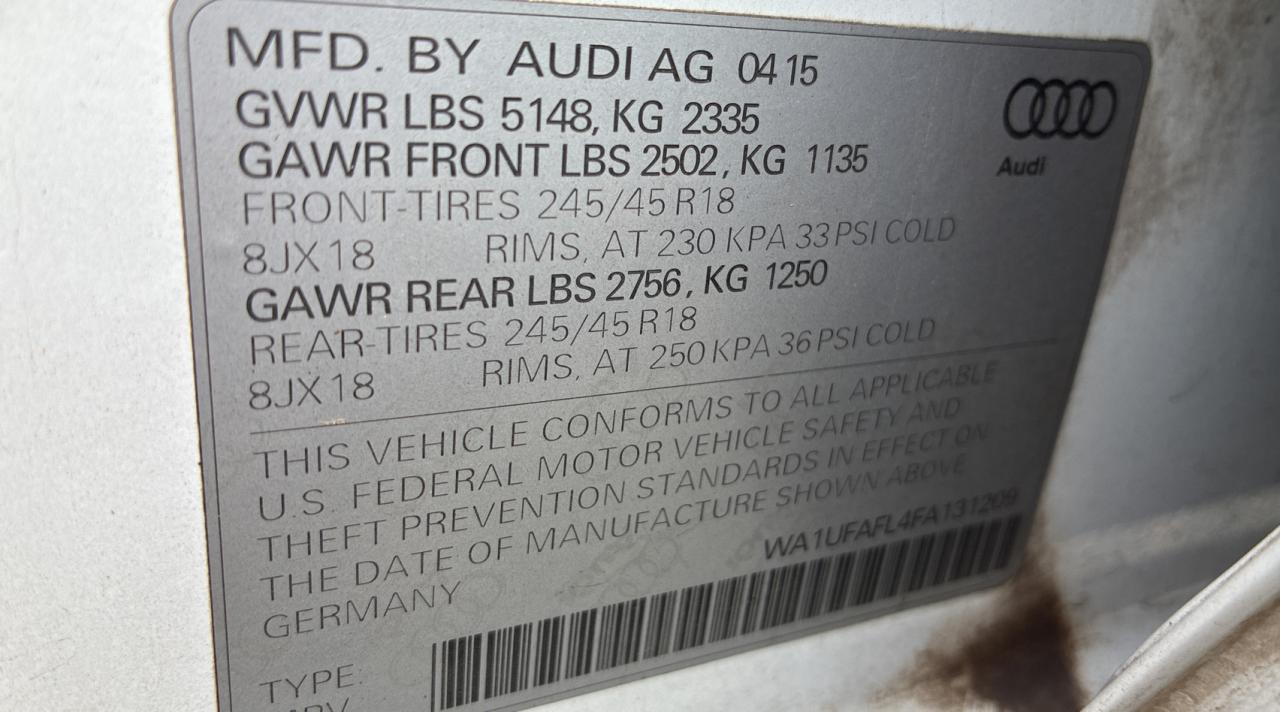 MFD. BY AUDI AG 04 15
GVWR LBS 5148, KG 2335
GAWR FRONT LBS 2502, KG 1135
FRONT-TIRES 245/45 R18
8JX18 RIMS, AT 230 KPA 33 PSI COLD
GAWR REAR LBS 2756, KG 1250
REAR-TIRES 245/45 R18
8JX18 RIMS, AT 250 KPA 36 PSI COLD
Audi
THIS VEHICLE CONFORMS TO ALL APPLICABLE
U.S. FEDERAL MOTOR VEHICLE SAFETY AND
THEFT PREVENTION STANDARDS IN EFFECT ON
THE DATE OF MANUFACTURE SHOWN ABOVE
GERMANY
WA1UFAFL4FA131209
TYPE: